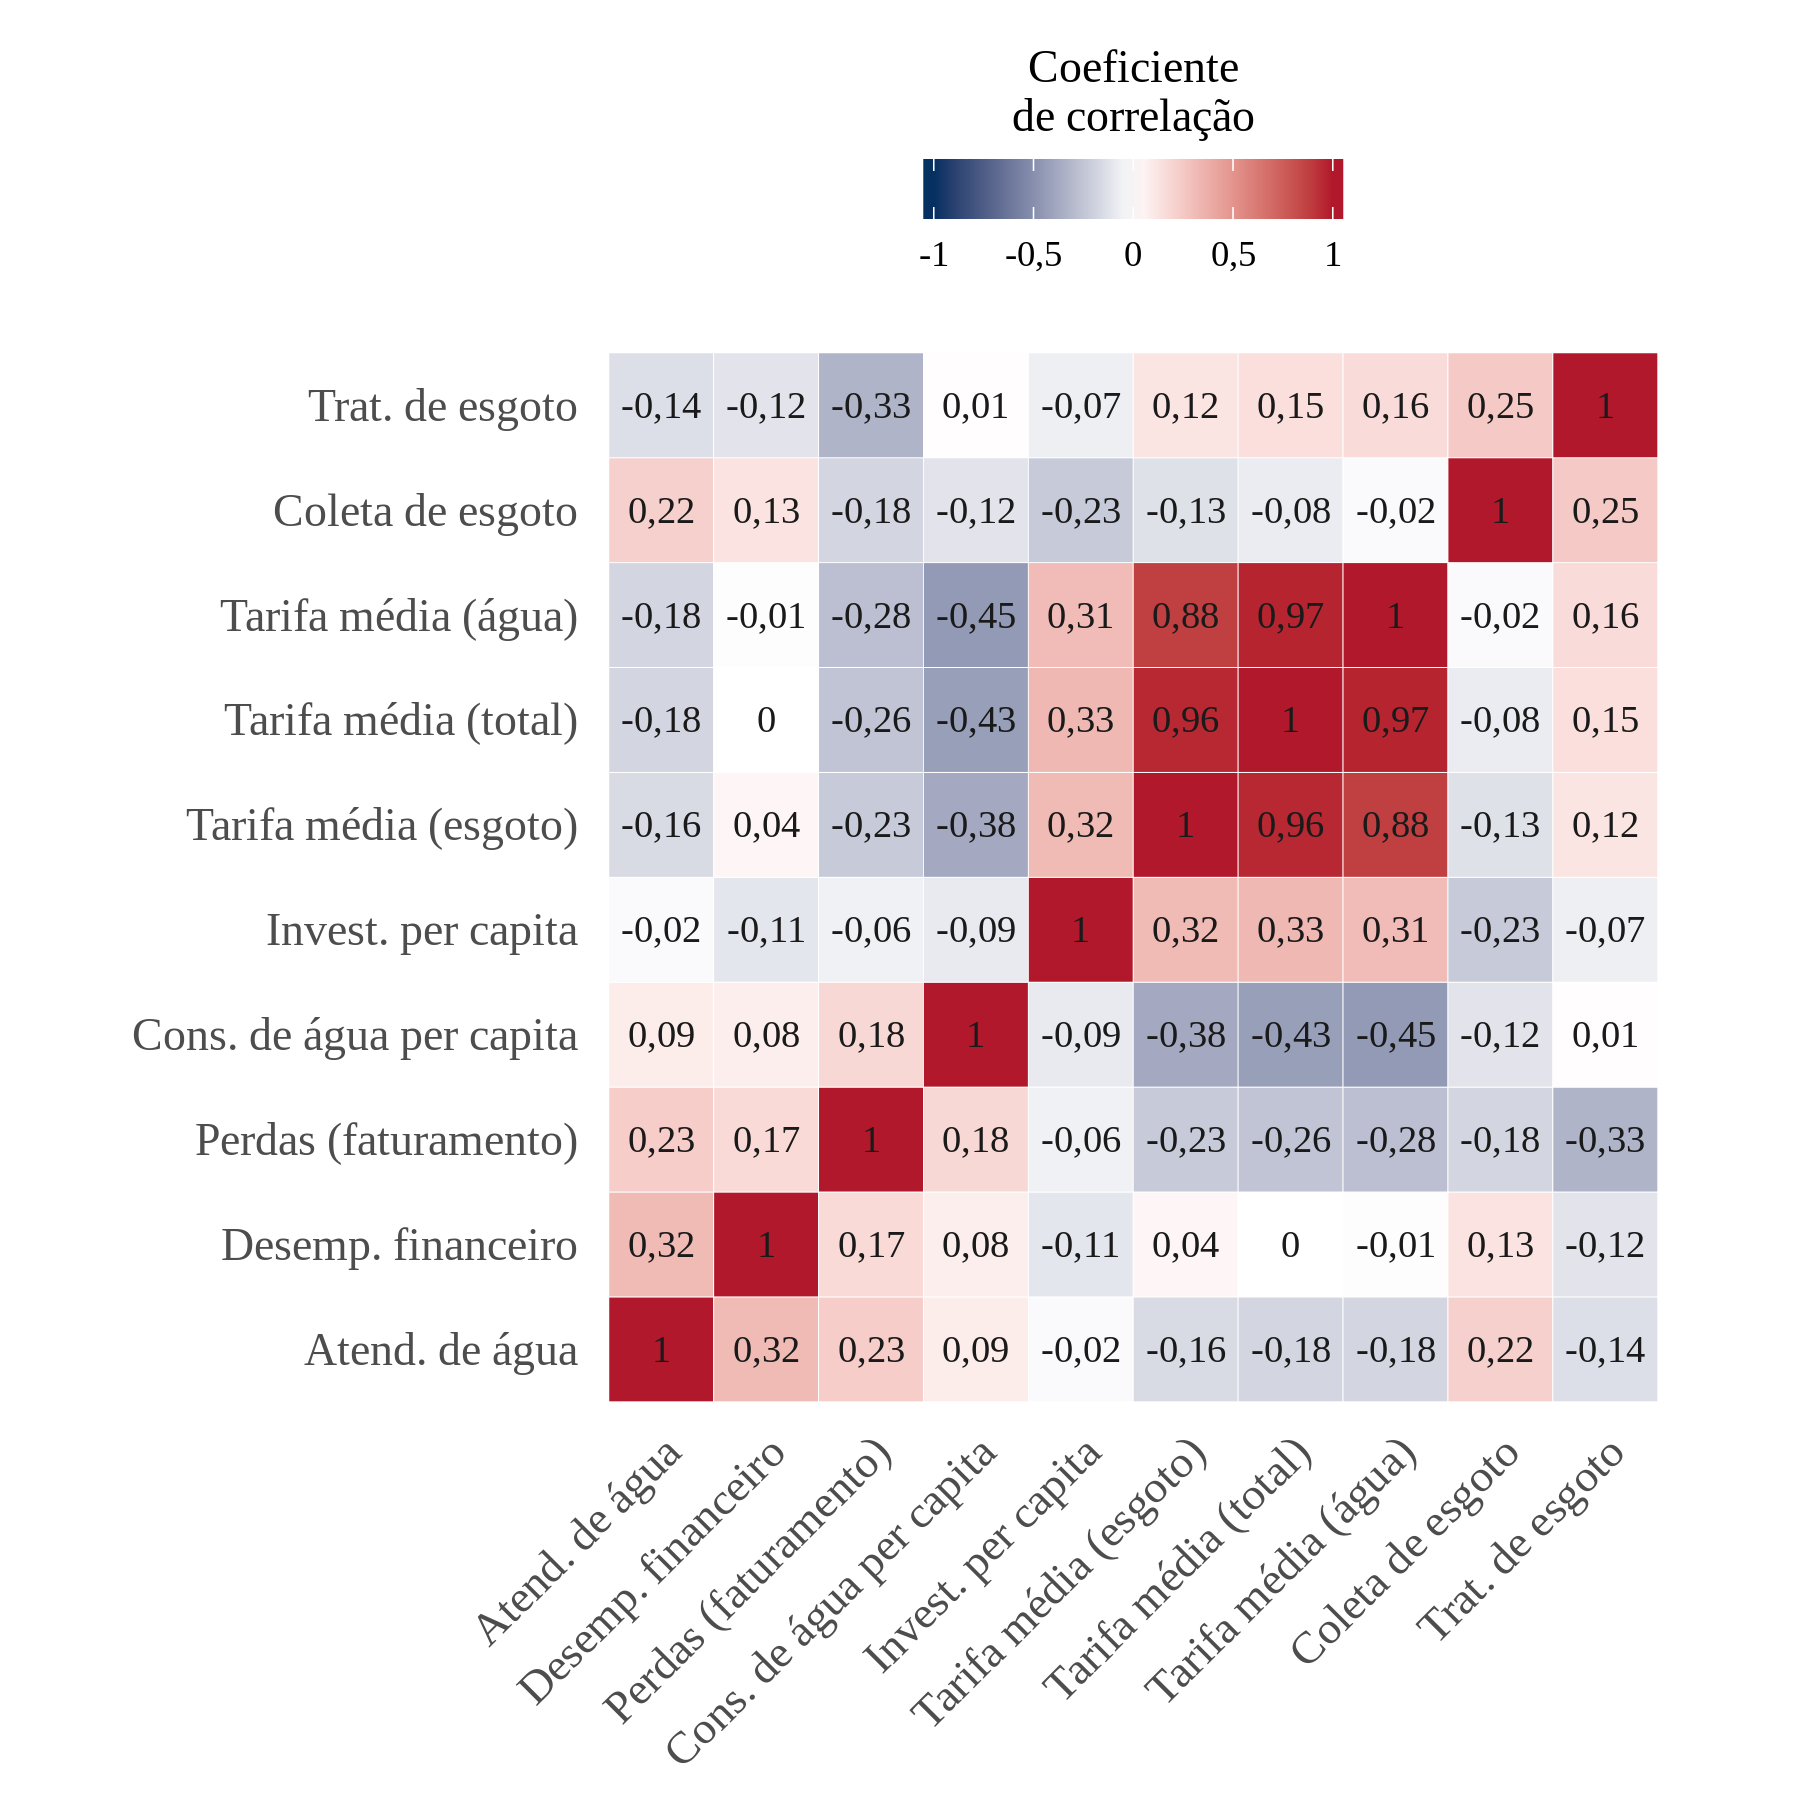 Coeficiente
de correlação
-1 -0,5 0 0,5 1
Trat. de esgoto -0,14 -0,12 -0,33 0,01 -0,07 0,12 0,15 0,16 0,25 1
Coleta de esgoto 0,22 0,13 -0,18 -0,12 -0,23 -0,13 -0,08 -0,02 1 0,25
Tarifa média (água) -0,18 -0,01 -0,28 -0,45 0,31 0,88 0,97 1 -0,02 0,16
Tarifa média (total) -0,18 0 -0,26 -0,43 0,33 0,96 1 0,97 -0,08 0,15
Tarifa média (esgoto) -0,16 0,04 -0,23 -0,38 0,32 1 0,96 0,88 -0,13 0,12
Invest. per capita -0,02 -0,11 -0,06 -0,09 1 0,32 0,33 0,31 -0,23 -0,07
Cons. de água per capita 0,09 0,08 0,18 1 -0,09 -0,38 -0,43 -0,45 -0,12 0,01
Perdas (faturamento) 0,23 0,17 1 0,18 -0,06 -0,23 -0,26 -0,28 -0,18 -0,33
Desemp. financeiro 0,32 1 0,17 0,08 -0,11 0,04 0 -0,01 0,13 -0,12
Atend. de água 1 0,32 0,23 0,09 -0,02 -0,16 -0,18 -0,18 0,22 -0,14
Atend. de água
Desemp. financeiro
Perdas (faturamento)
Cons. de água per capita
Invest. per capita
Tarifa média (esgoto)
Tarifa média (total)
Tarifa média (água)
Coleta de esgoto
Trat. de esgoto